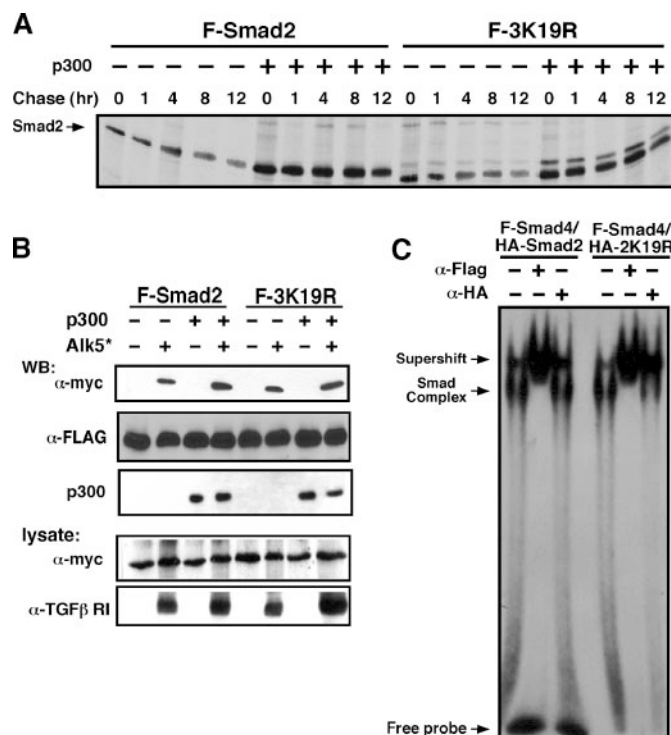 A
F-Smad2 F-3K19R
p300 − − − − − + + + + + − − − − − + + + + +
Chase (hr) 0 1 4 8 12 0 1 4 8 12 0 1 4 8 12 0 1 4 8 12
Smad2
B
F-Smad2 F-3K19R
p300 − − + + − − + +
Alk5* − + − + − + − +
WB:
α-myc
α-FLAG
p300
lysate:
α-myc
α-TGFβ RI
C
F-Smad4/ F-Smad4/
HA-Smad2 HA-2K19R
α-Flag − + − − + −
α-HA − − + − − +
Supershift
Smad
Complex
Free probe